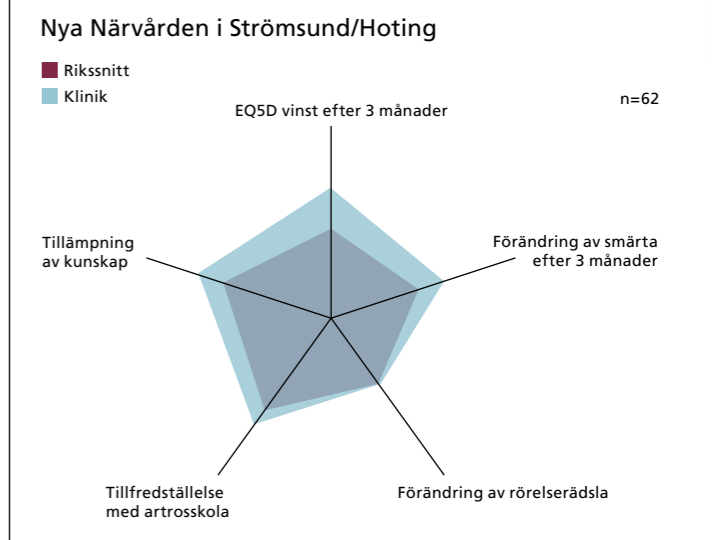 Nya Närvården i Strömsund/Hoting
Rikssnitt
Klinik
n=62
EQ5D vinst efter 3 månader
Tillämpning
av kunskap
Förändring av smärta
efter 3 månader
Tillfredställelse
med artrosskola
Förändring av rörelserädsla